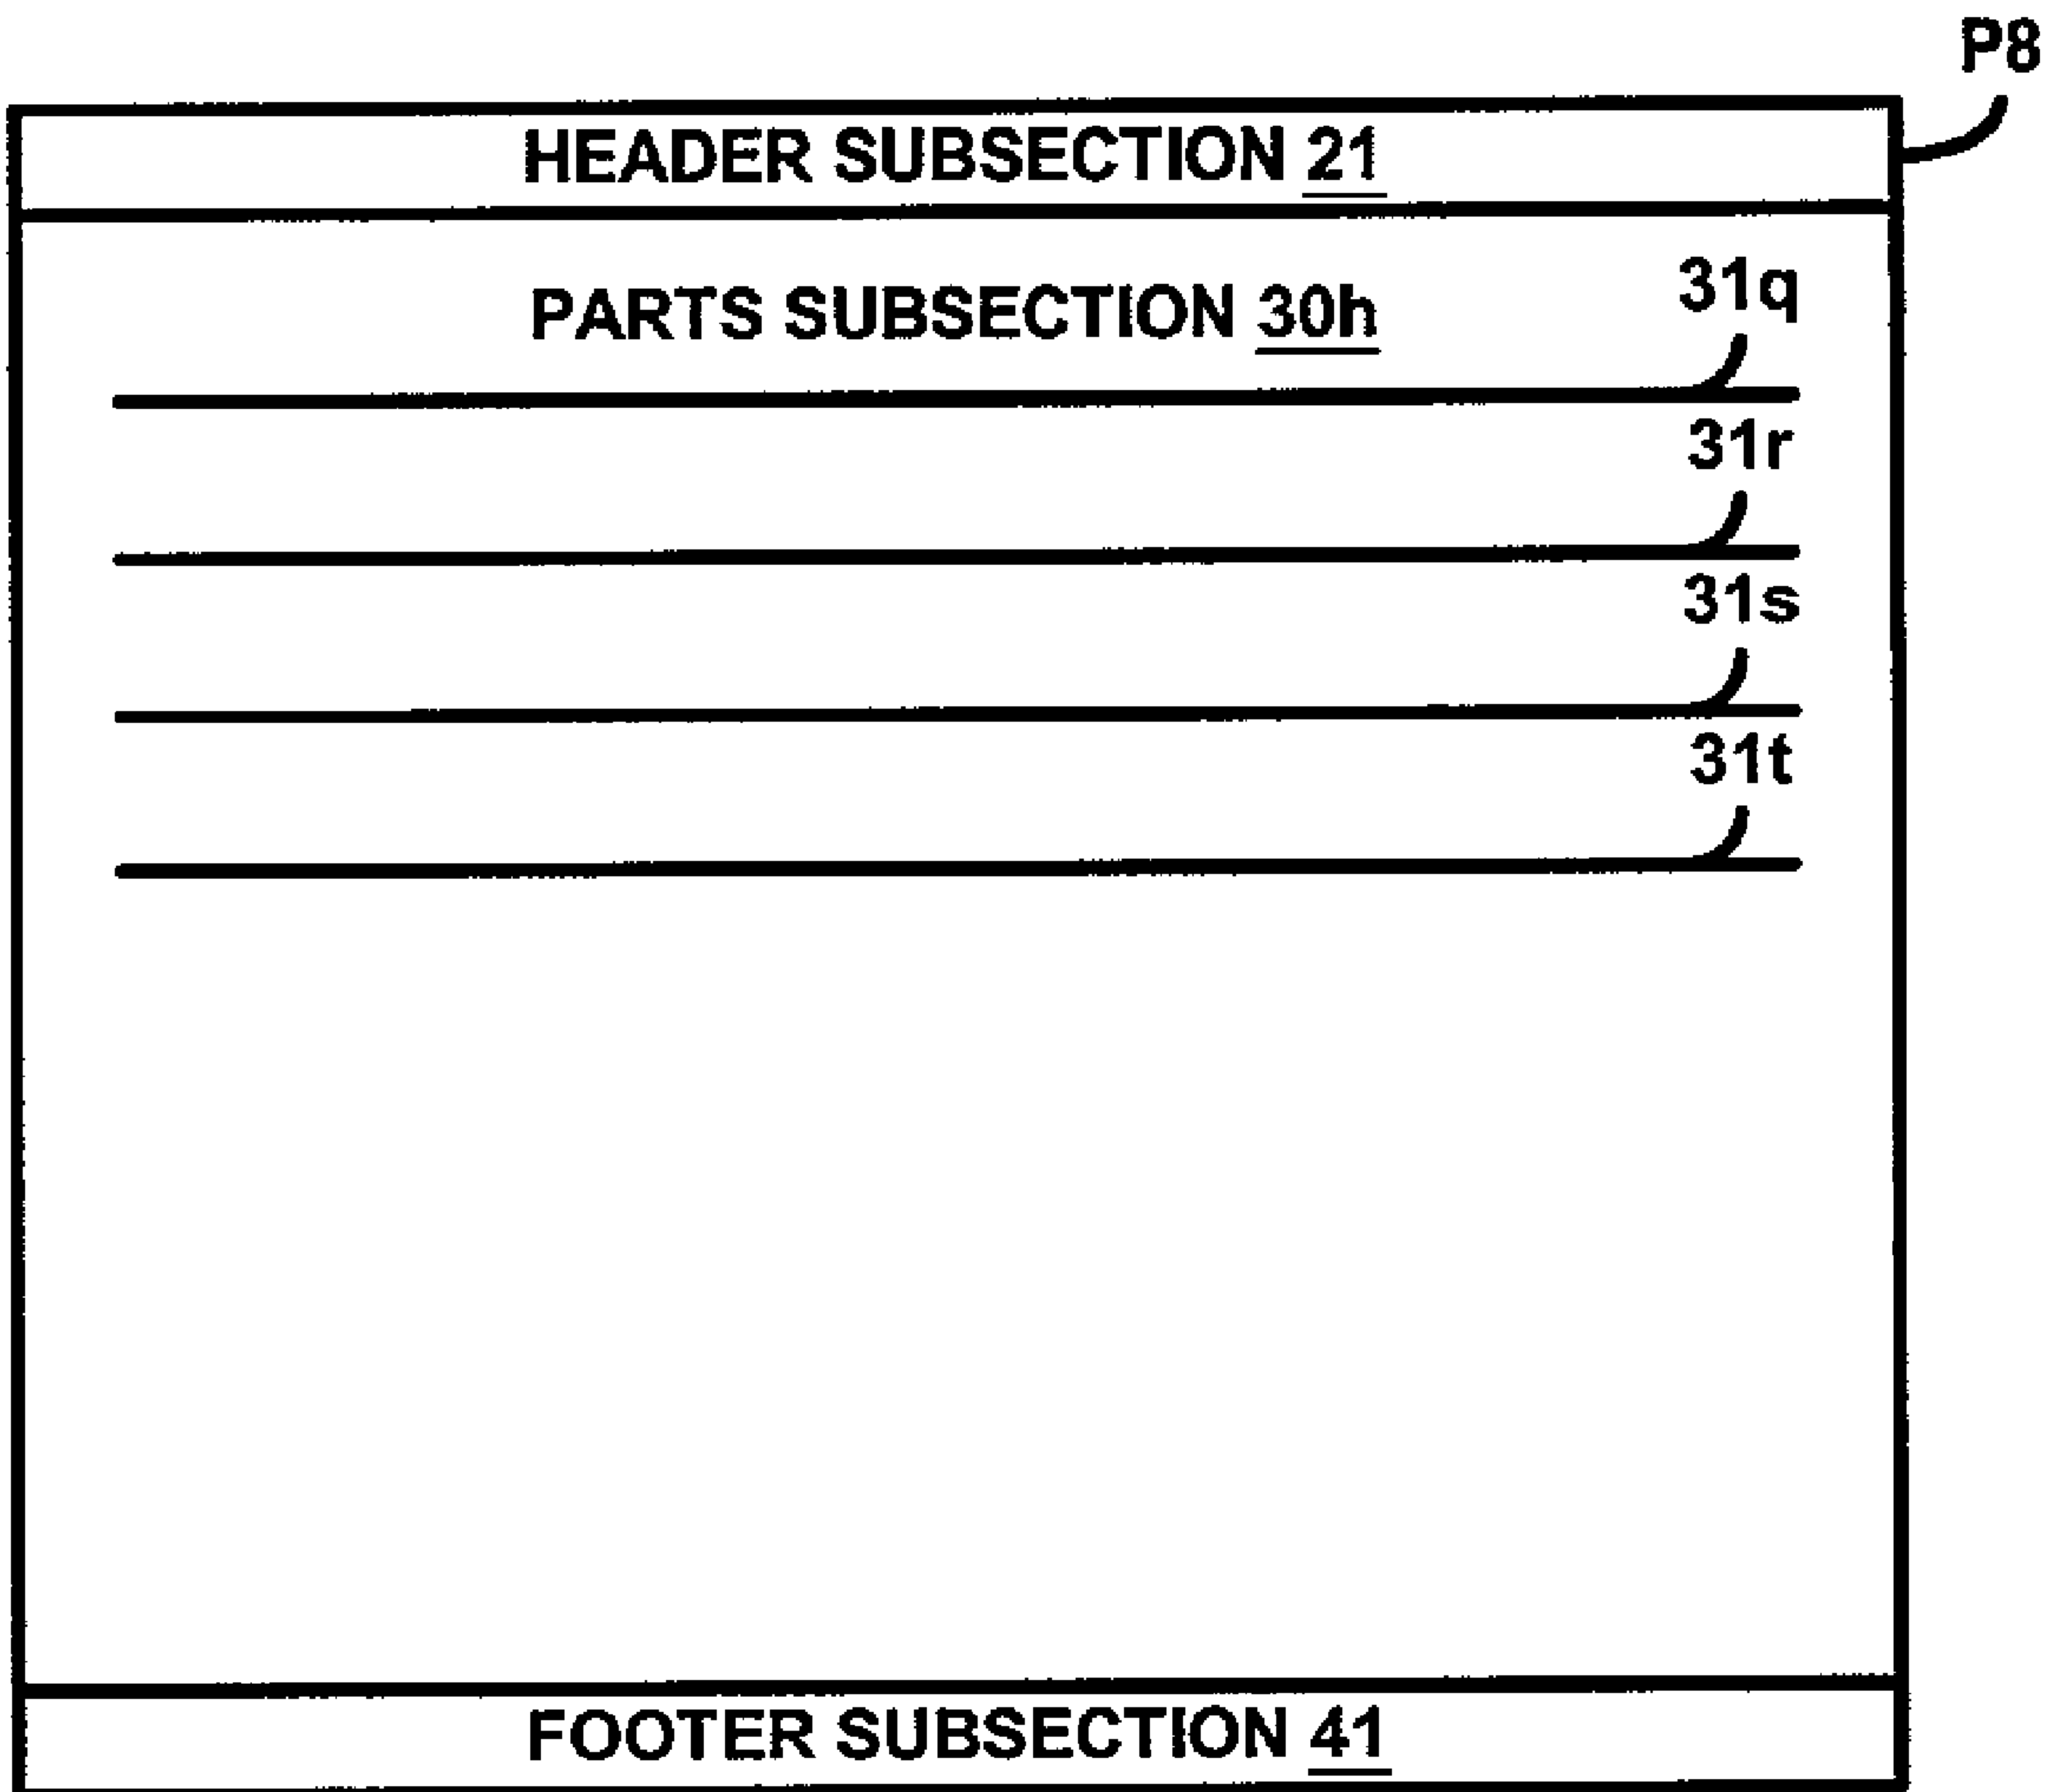 P8
HEADER SUBSECTION 21
PARTS SUBSECTION 30h
31q
31r
31s
31t
FOOTER SUBSECTION 41